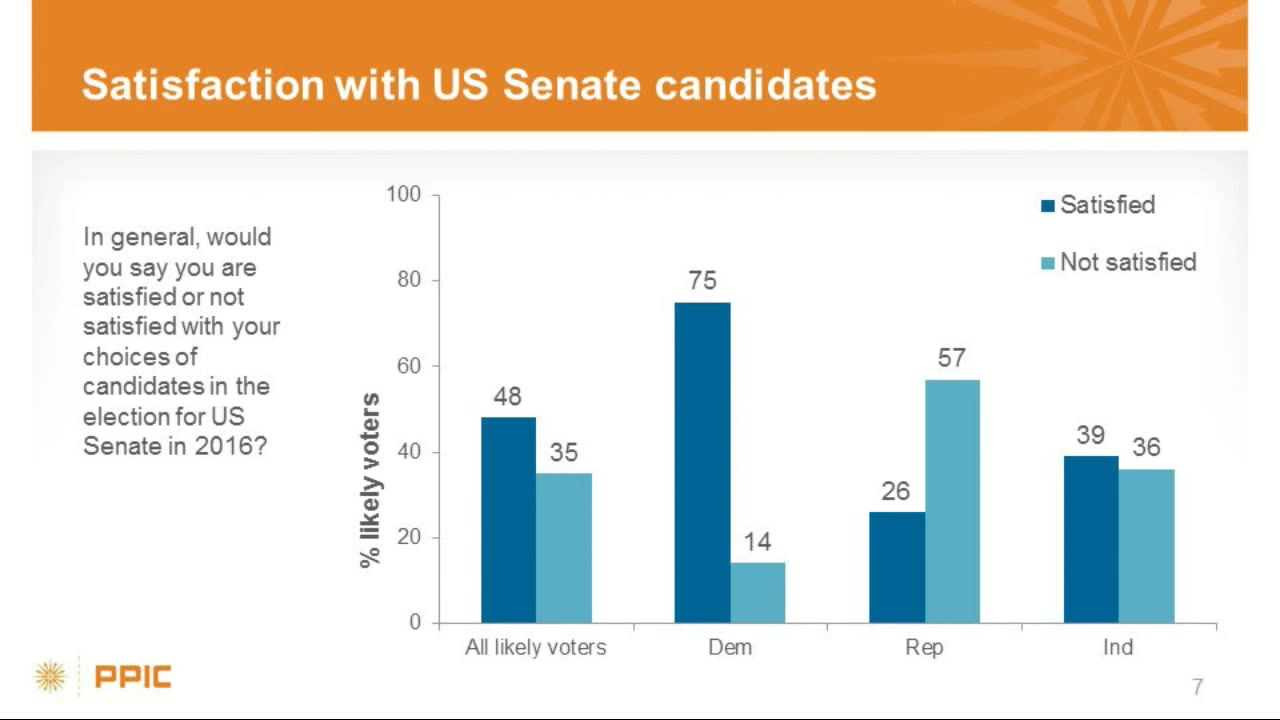 Satisfaction with US Senate candidates
In general, would
you say you are
satisfied or not
satisfied with your
choices of
candidates in the
election for US
Senate in 2016?
% likely voters
100
80
60
40
20
0
Satisfied
Not satisfied
48
35
75
14
26
57
39
36
All likely voters
Dem
Rep
Ind
PPIC
7